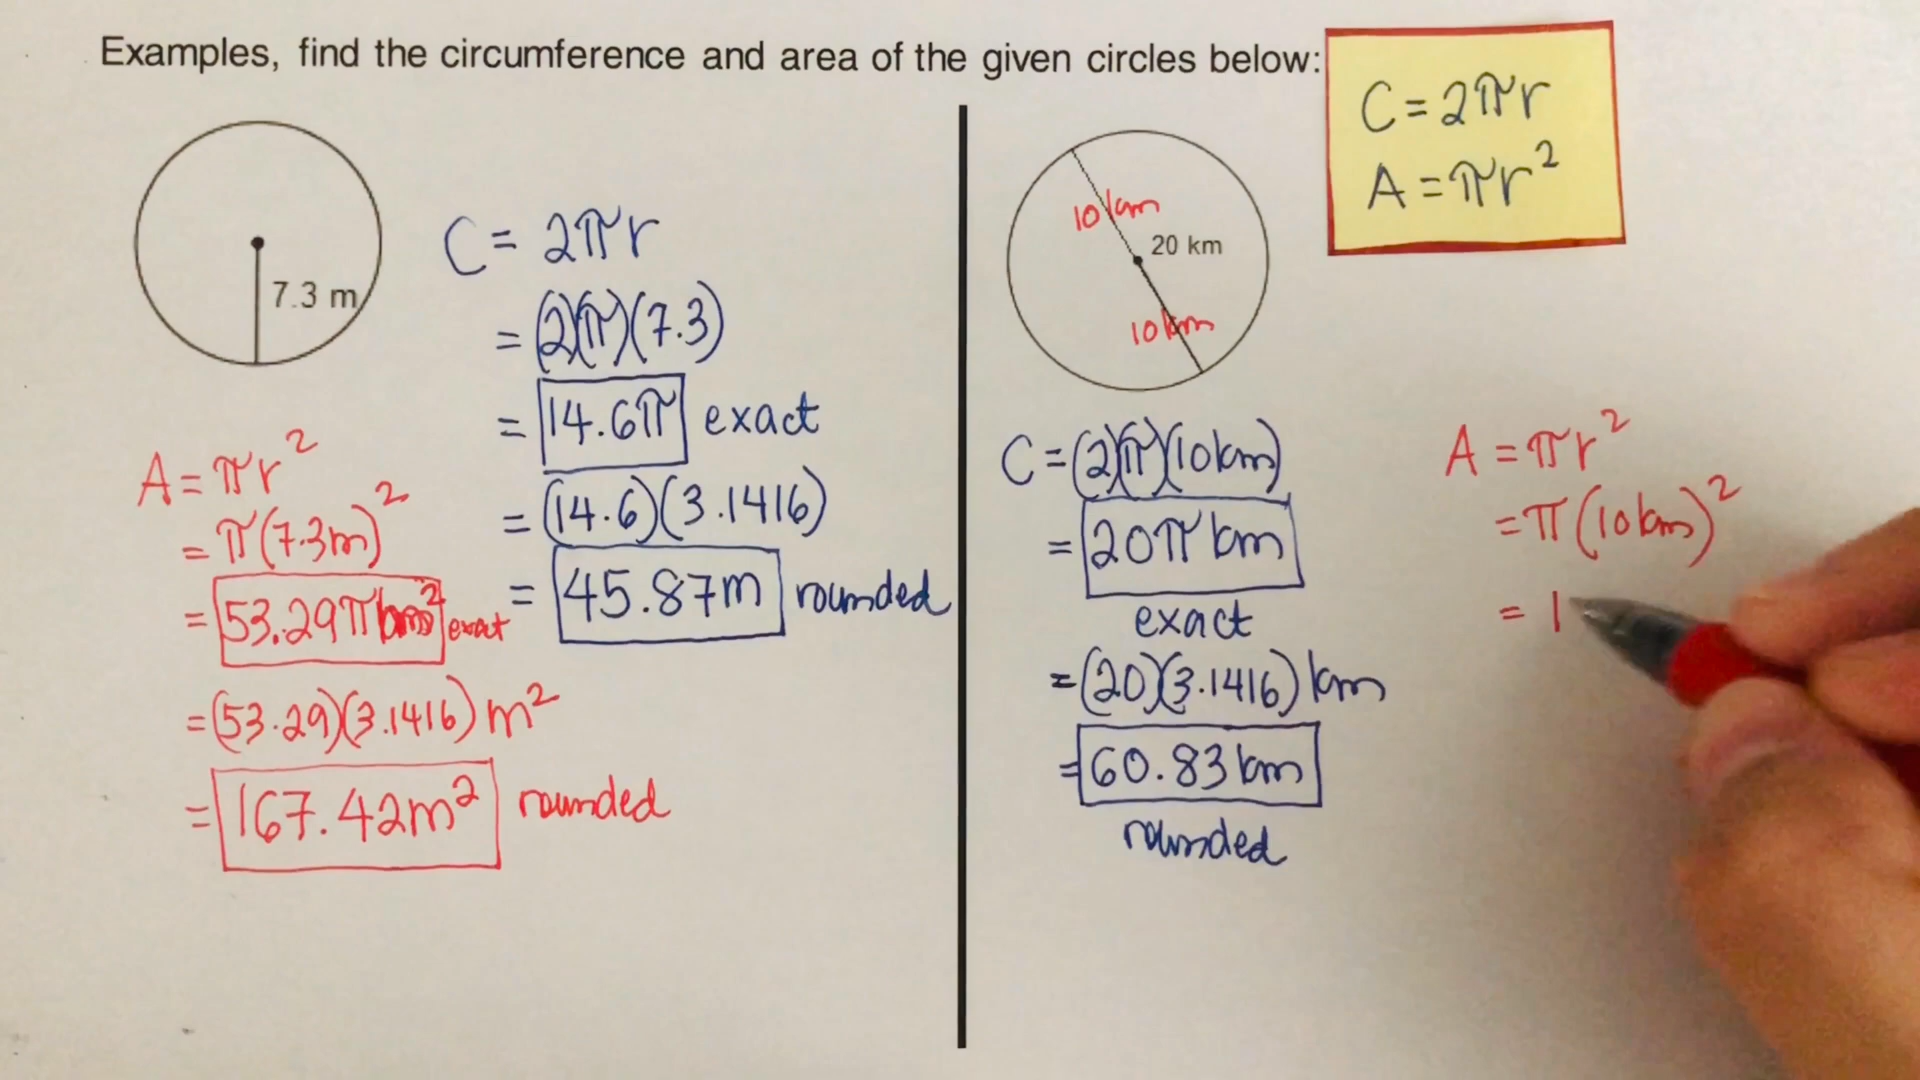 Examples, find the circumference and area of the given circles below:
C = 2πr
A = πr²
7.3 m
C = 2πr
= (2)(π)(7.3)
= 14.6π exact
= (14.6)(3.1416)
= 45.87m rounded
A = πr²
= π(7.3m)²
= 53.29π exact
= (53.29)(3.1416) m²
= 167.42m² rounded
10 km
20 km
10 km
C = (2)(π)(10km)
= 20π km
exact
= (20)(3.1416) km
= 60.83 km
rounded
A = πr²
= π(10km)²
= 1